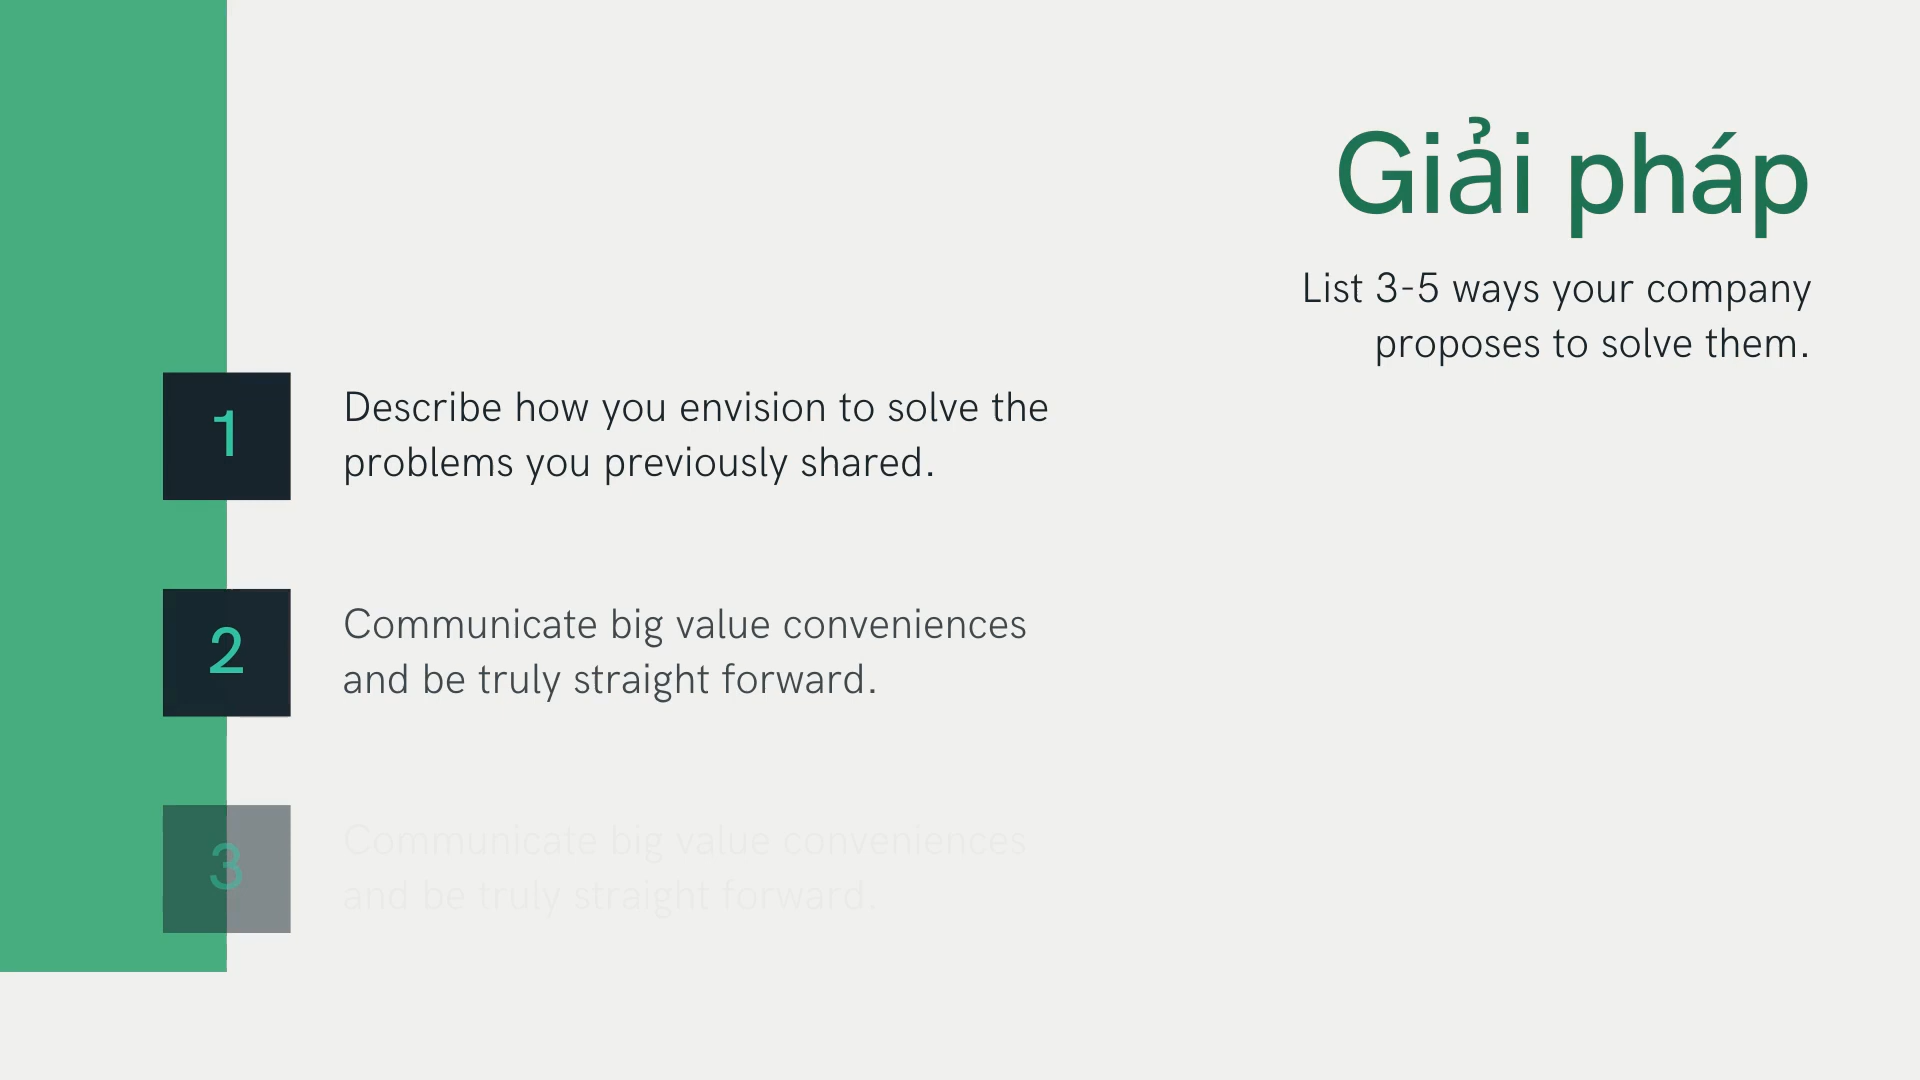 Giải pháp
List 3-5 ways your company
proposes to solve them.
1
Describe how you envision to solve the
problems you previously shared.
2
Communicate big value conveniences
and be truly straight forward.
3
Communicate big value conveniences
and be truly straight forward.